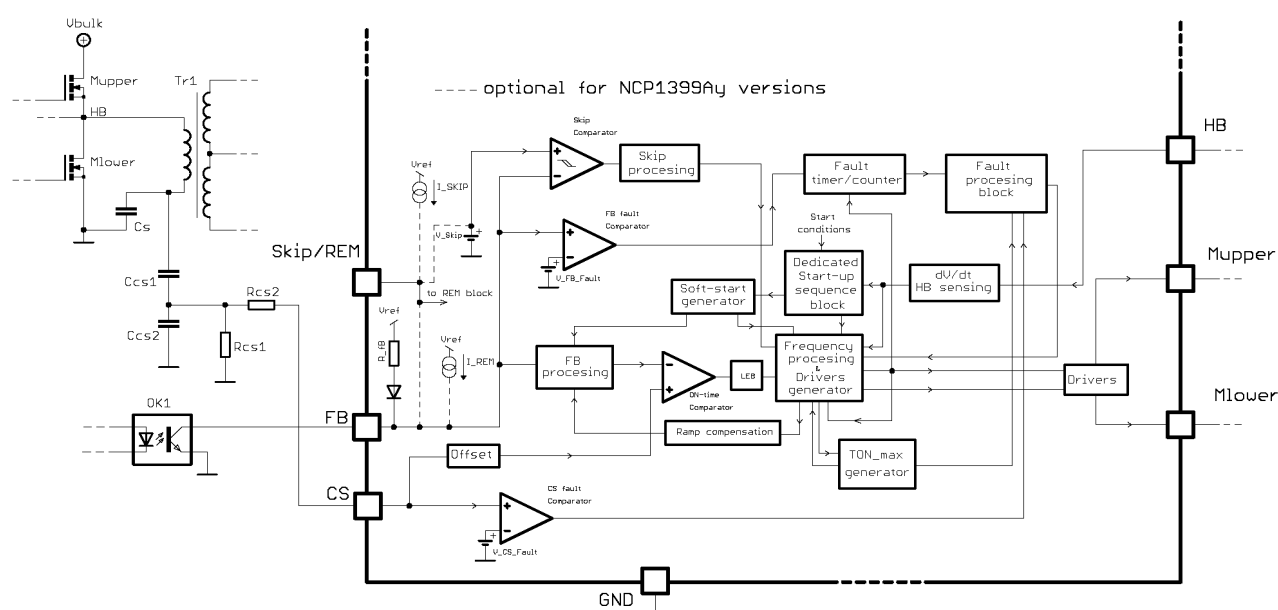 Vbulk
Mupper
Tr1
HB
Mlower
Cs
Ccs1
Rcs2
Ccs2
Rcs1
OK1
---- optional for NCP1399Ay versions
Skip/REM
FB
CS
GND
HB
Mupper
Mlower
Vref
I_SKIP
V_Skip
to REM block
Vref
R_fB
Vref
I_REM
Skip
Comparator
Skip
procesing
FB fault
Comparator
V_FB_Fault
Fault
timer/counter
Fault
procesing
block
Start
conditions
Dedicated
Start-up
sequence
block
dV/dt
HB sensing
Soft-start
generator
FB
procesing
ON-time
Comparator
LEB
Frequency
procesing
&
Drivers
generator
Drivers
Ramp compensation
Offset
TON_max
generator
CS fault
Comparator
V_CS_Fault